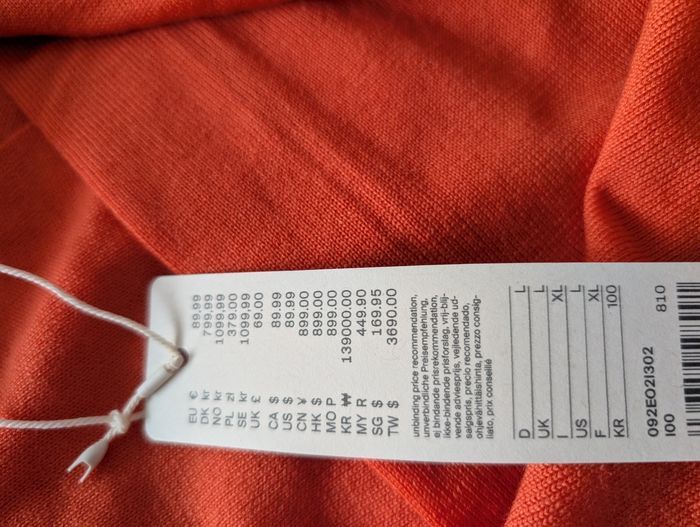 EU € 89,99
DK kr 799,99
NO kr 1099,99
PL zł 379.00
SE kr 1099,99
UK £ 69.00
CA $ 89.99
US $ 89.99
CN ¥ 899.00
HK $ 899.00
MO P 899.00
KR ₩ 139000.00
MY R 449.90
SG $ 169.95
TW $ 3690.00
unbinding price recommendation,
unverbindliche Preisempfehlung,
ej bindande prisrekommendation,
ikke-bindende prisforslag, vrij-blij-
vende adviesprijs, vejledende ud-
salgspris, precio recomendado,
ohjevähittäishinta, prezzo consig-
liato, prix conseillé
D L
UK L
I XL
US L
F XL
KR 100
092EO2I302 810
I00